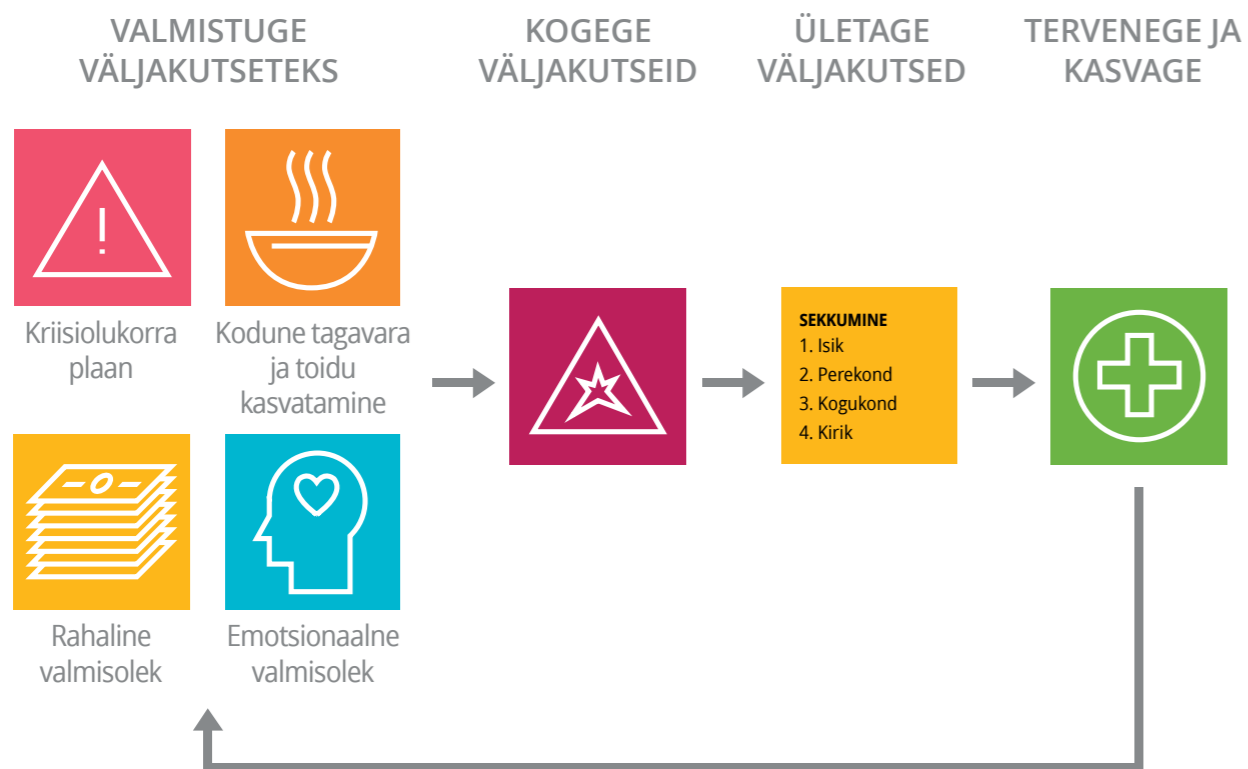 VALMISTUGE
VÄLJAKUTSETEKS
KOGEGE
VÄLJAKUTSEID
ÜLETAGE
VÄLJAKUTSED
TERVENEGE JA
KASVAGE
Kriisiolukorra
plaan
Kodune tagavara
ja toidu
kasvatamine
Rahaline
valmisolek
Emotsionaalne
valmisolek
SEKKUMINE
1. Isik
2. Perekond
3. Kogukond
4. Kirik